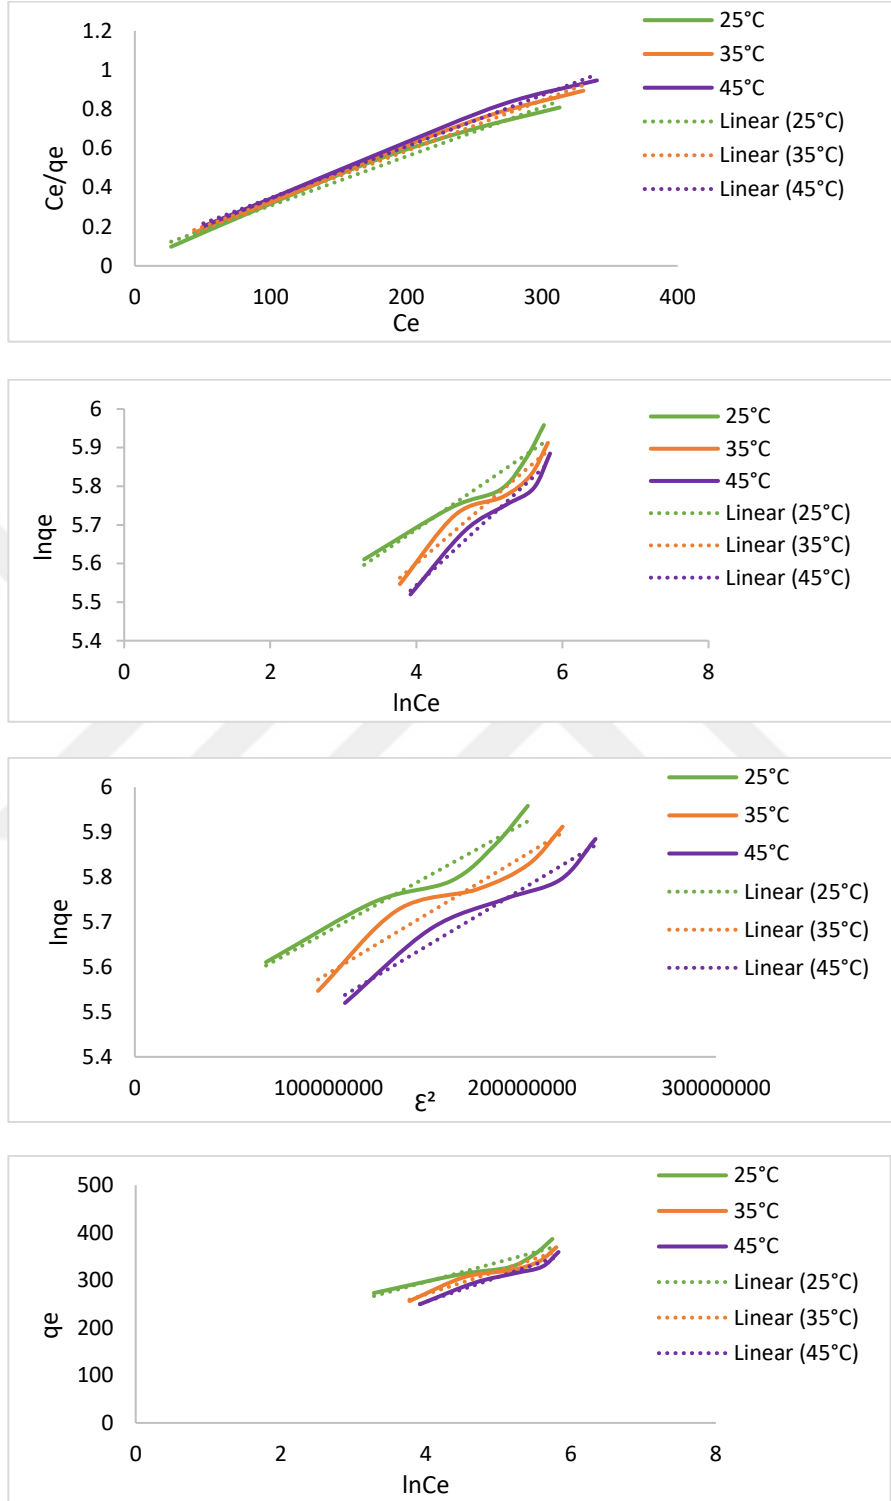 1.2
1
0.8
0.6
0.4
0.2
0
Ce/qe
0 100 200 300 400
Ce
25°C
35°C
45°C
Linear (25°C)
Linear (35°C)
Linear (45°C)
6
5.9
5.8
5.7
5.6
5.5
5.4
lnqe
0 2 4 6 8
lnCe
25°C
35°C
45°C
Linear (25°C)
Linear (35°C)
Linear (45°C)
6
5.9
5.8
5.7
5.6
5.5
5.4
lnqe
0 100000000 200000000 300000000
Ɛ²
25°C
35°C
45°C
Linear (25°C)
Linear (35°C)
Linear (45°C)
500
400
300
200
100
0
qe
0 2 4 6 8
lnCe
25°C
35°C
45°C
Linear (25°C)
Linear (35°C)
Linear (45°C)